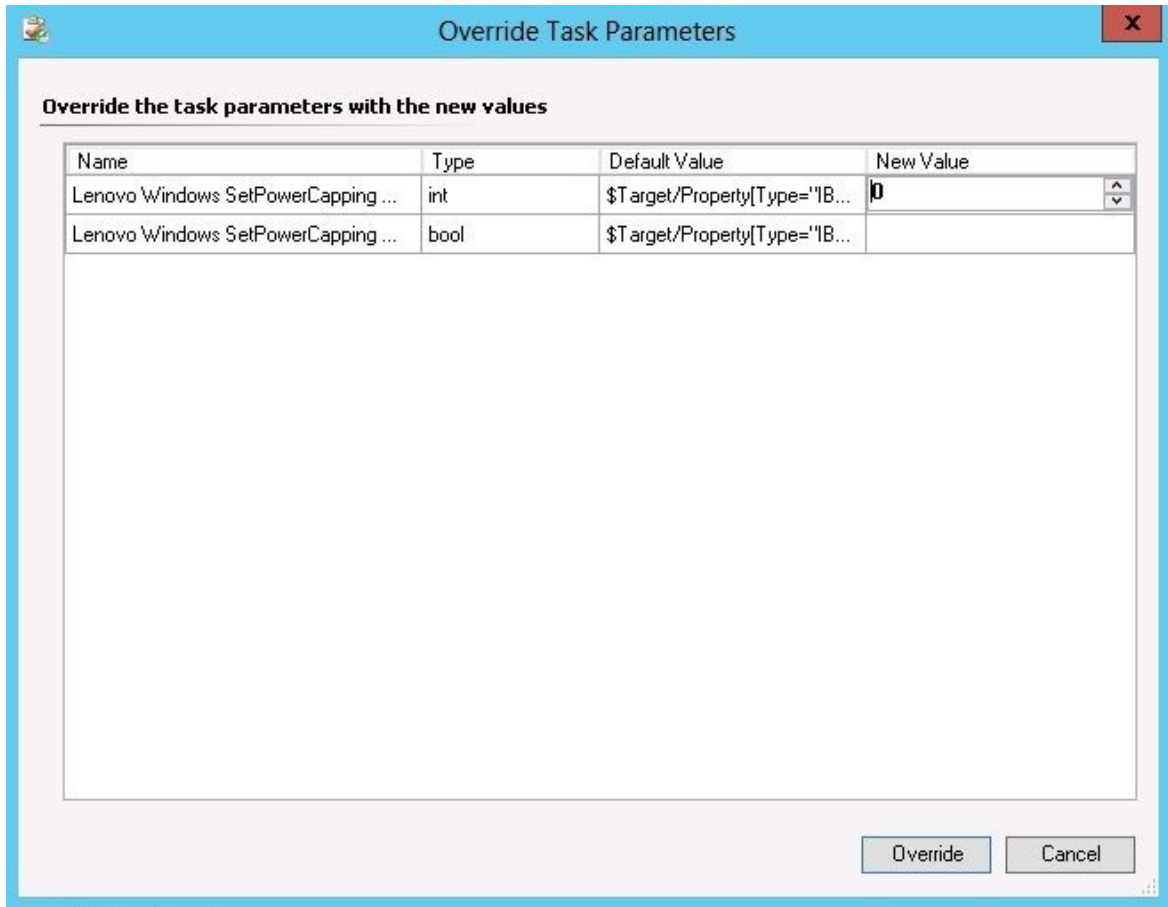 Override Task Parameters
x
Override the task parameters with the new values
Name Type Default Value New Value
Lenovo Windows SetPowerCapping ... int $Target/Property[Type="IB... 0
Lenovo Windows SetPowerCapping ... bool $Target/Property[Type="IB...
Override Cancel